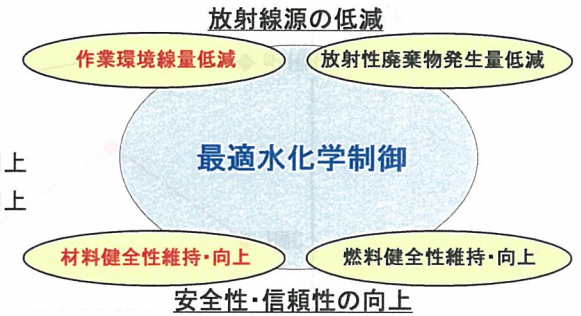 放射線源の低減
作業環境線量低減
放射性廃棄物発生量低減
最適水化学制御
上
上
材料健全性維持・向上
燃料健全性維持・向上
安全性・信頼性の向上